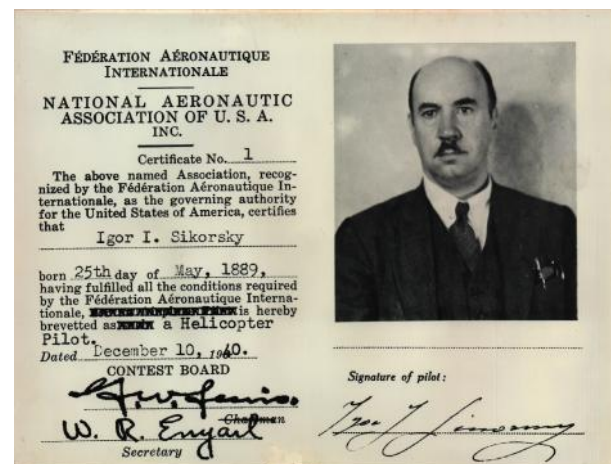 FÉDÉRATION AÉRONAUTIQUE
INTERNATIONALE
NATIONAL AERONAUTIC
ASSOCIATION OF U. S. A.
INC.
Certificate No. 1
The above named Association, recog-
nized by the Fédération Aéronautique In-
ternationale, as the governing authority
for the United States of America, certifies
that
Igor I. Sikorsky
born 25th day of May, 1889,
having fulfilled all the conditions required
by the Fédération Aéronautique Interna-
tionale, is hereby
brevetted as a Helicopter
Pilot.
Dated December 10, 1940.
CONTEST BOARD
Chairman
W. R. Enyart
Secretary
Signature of pilot: